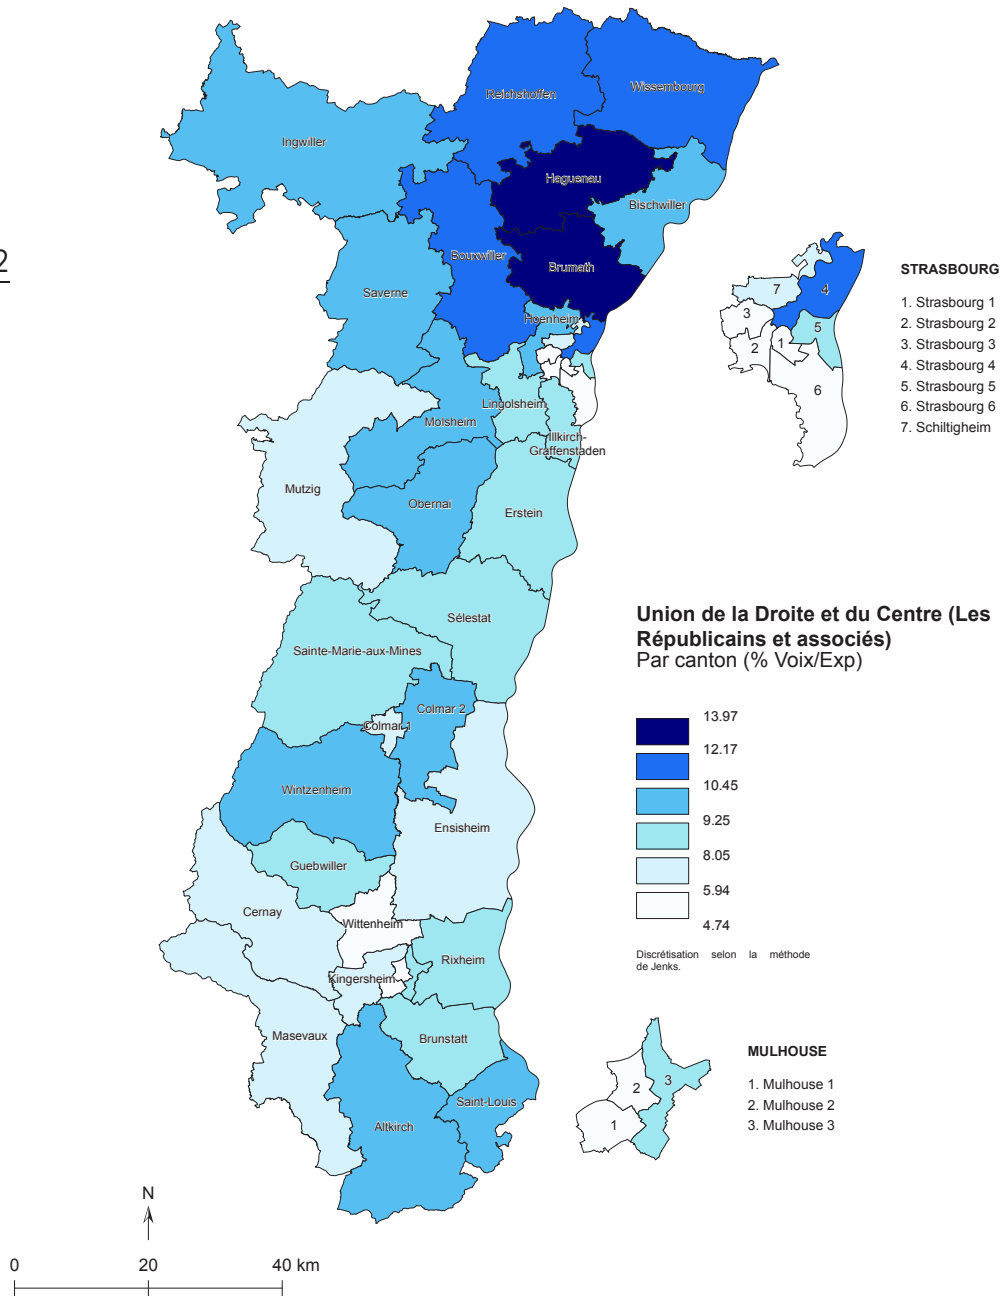 2
Reichshoffen
Wissembourg
Ingwiller
Haguenau
Bischwiller
Bouxwiller
Brumath
Saverne
Hoenheim
Lingolsheim
Molsheim
Illkirch-
Graffenstaden
Mutzig
Obernai
Erstein
Sélestat
Sainte-Marie-aux-Mines
Colmar 2
Colmar 1
Wintzenheim
Ensisheim
Guebwiller
Cernay
Wittenheim
Rixheim
Kingersheim
Masevaux
Brunstatt
Saint-Louis
Altkirch
7
4
3
5
2
1
6
STRASBOURG
1. Strasbourg 1
2. Strasbourg 2
3. Strasbourg 3
4. Strasbourg 4
5. Strasbourg 5
6. Strasbourg 6
7. Schiltigheim
Union de la Droite et du Centre (Les
Républicains et associés)
Par canton (% Voix/Exp)
13.97
12.17
10.45
9.25
8.05
5.94
4.74
Discrétisation selon la méthode
de Jenks.
2
3
1
MULHOUSE
1. Mulhouse 1
2. Mulhouse 2
3. Mulhouse 3
N
0 20 40 km